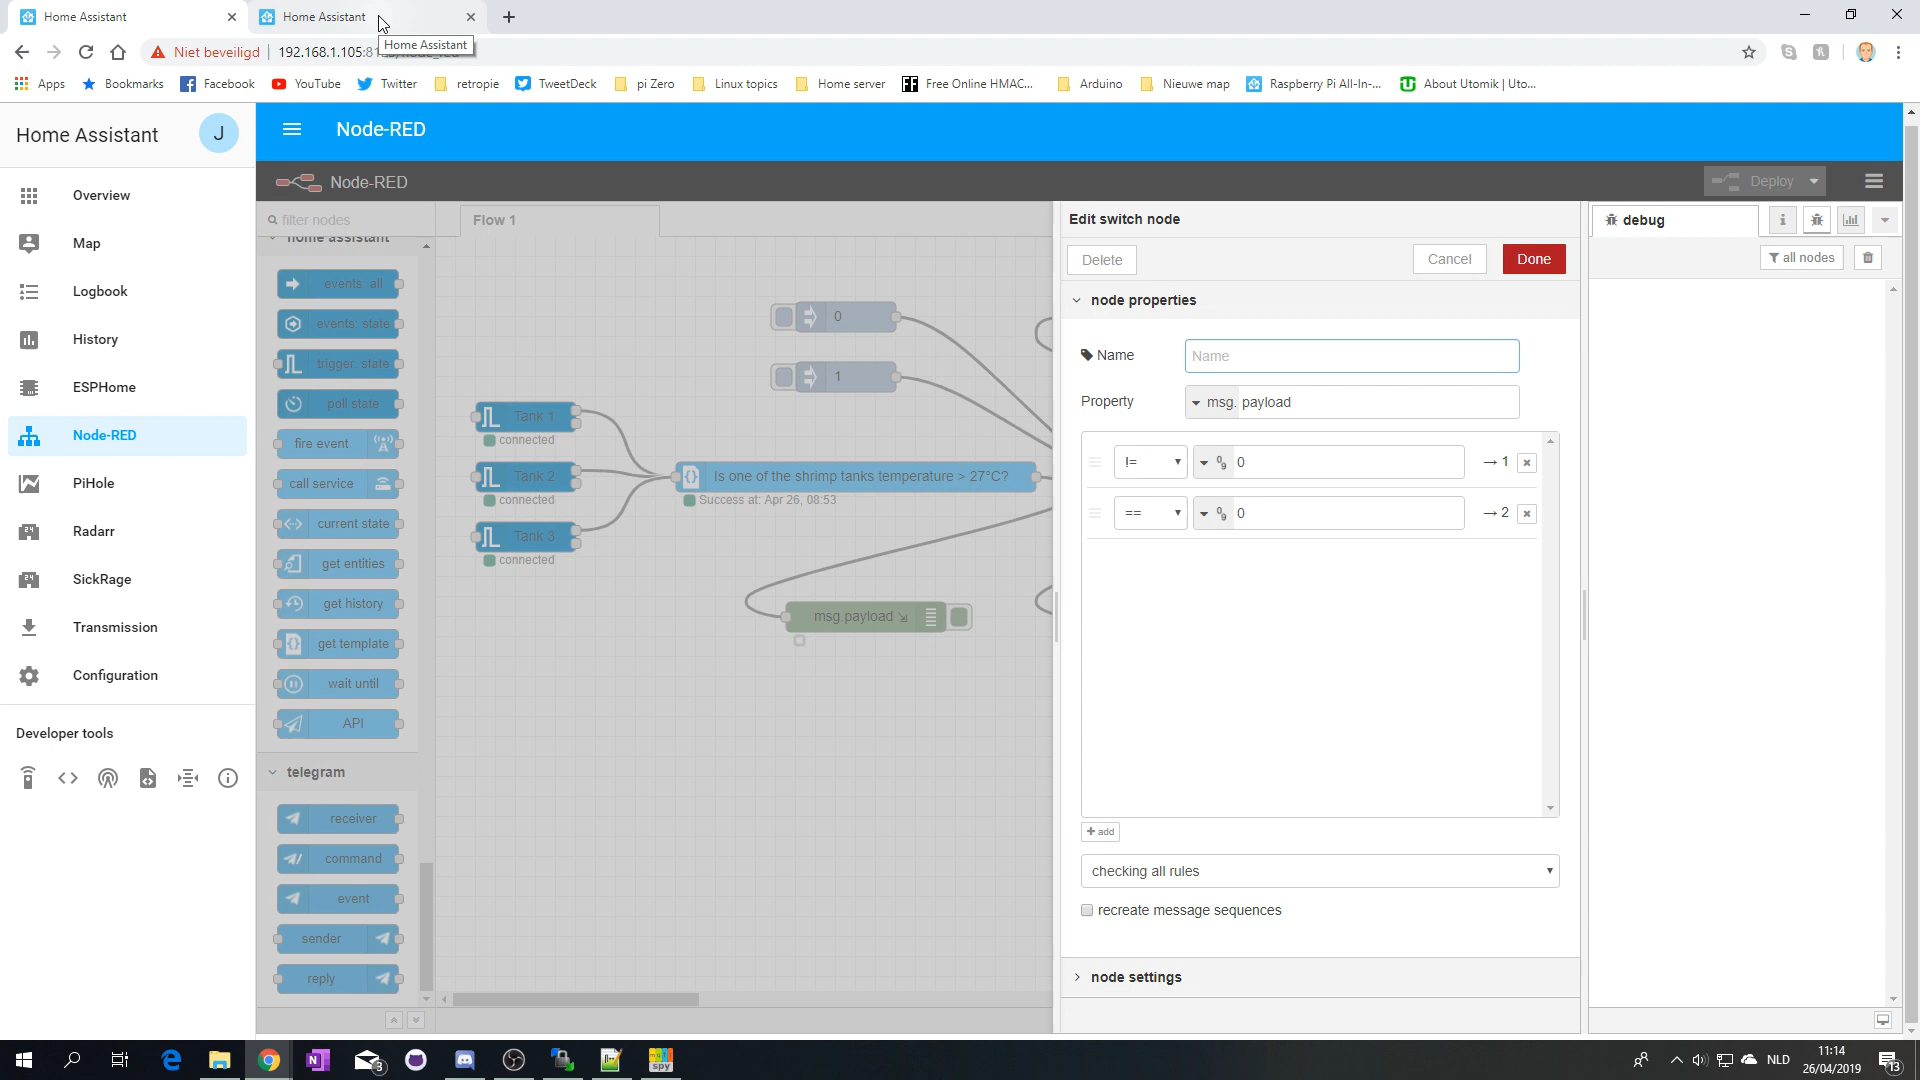 Home Assistant
Home Assistant
Niet beveiligd
192.168.1.105:81
Home Assistant
Apps
Bookmarks
Facebook
YouTube
Twitter
retropie
TweetDeck
pi Zero
Linux topics
Home server
Free Online HMAC...
Arduino
Nieuwe map
Raspberry Pi All-In-...
About Utomik | Uto...
Home Assistant
J
Node-RED
Node-RED
Deploy
Overview
Map
Logbook
History
ESPHome
Node-RED
PiHole
Radarr
SickRage
Transmission
Configuration
Developer tools
filter nodes
home assistant
events: all
events: state
trigger: state
poll state
fire event
call service
current state
get entities
get history
get template
wait until
API
telegram
receiver
command
event
sender
reply
Flow 1
0
1
Tank 1
connected
Tank 2
connected
Tank 3
connected
Is one of the shrimp tanks temperature > 27°C?
Success at: Apr 26, 08:53
msg.payload
Edit switch node
Delete
Cancel
Done
node properties
Name
Name
Property
msg. payload
!=
0
→ 1
==
0
→ 2
+ add
checking all rules
recreate message sequences
node settings
debug
all nodes
3
NLD
11:14
26/04/2019
13